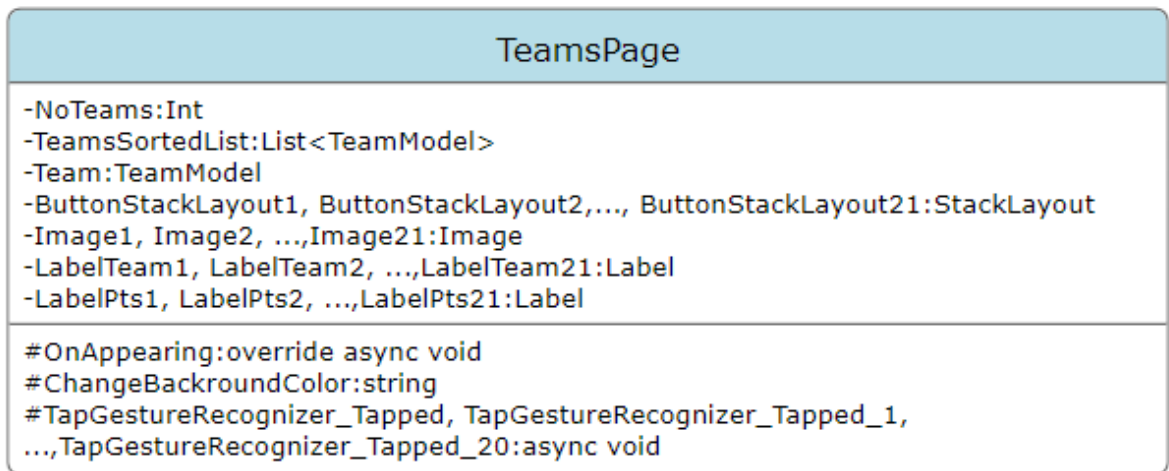 TeamsPage
-NoTeams:Int
-TeamsSortedList:List<TeamModel>
-Team:TeamModel
-ButtonStackLayout1, ButtonStackLayout2,..., ButtonStackLayout21:StackLayout
-Image1, Image2, ...,Image21:Image
-LabelTeam1, LabelTeam2, ...,LabelTeam21:Label
-LabelPts1, LabelPts2, ...,LabelPts21:Label
#OnAppearing:override async void
#ChangeBackroundColor:string
#TapGestureRecognizer_Tapped, TapGestureRecognizer_Tapped_1,
...,TapGestureRecognizer_Tapped_20:async void